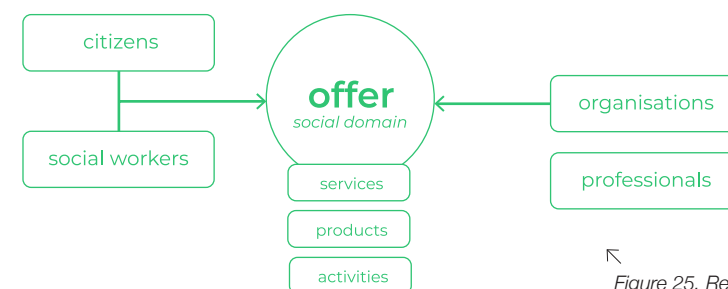 citizens
social workers
offer
social domain
services
products
activities
organisations
professionals
Figure 25.